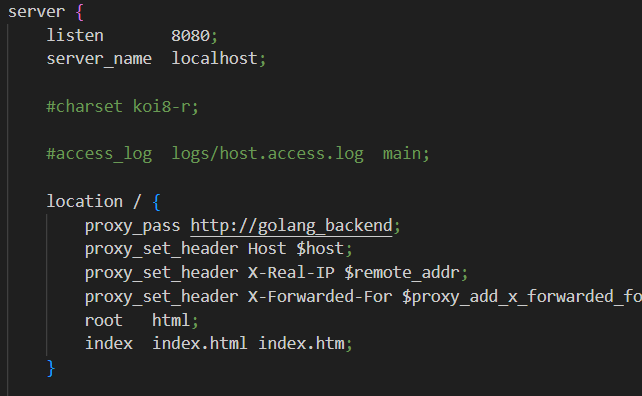 server {
listen 8080;
server_name localhost;
#charset koi8-r;
#access_log logs/host.access.log main;
location / {
proxy_pass http://golang_backend;
proxy_set_header Host $host;
proxy_set_header X-Real-IP $remote_addr;
proxy_set_header X-Forwarded-For $proxy_add_x_forwarded_fo
root html;
index index.html index.htm;
}